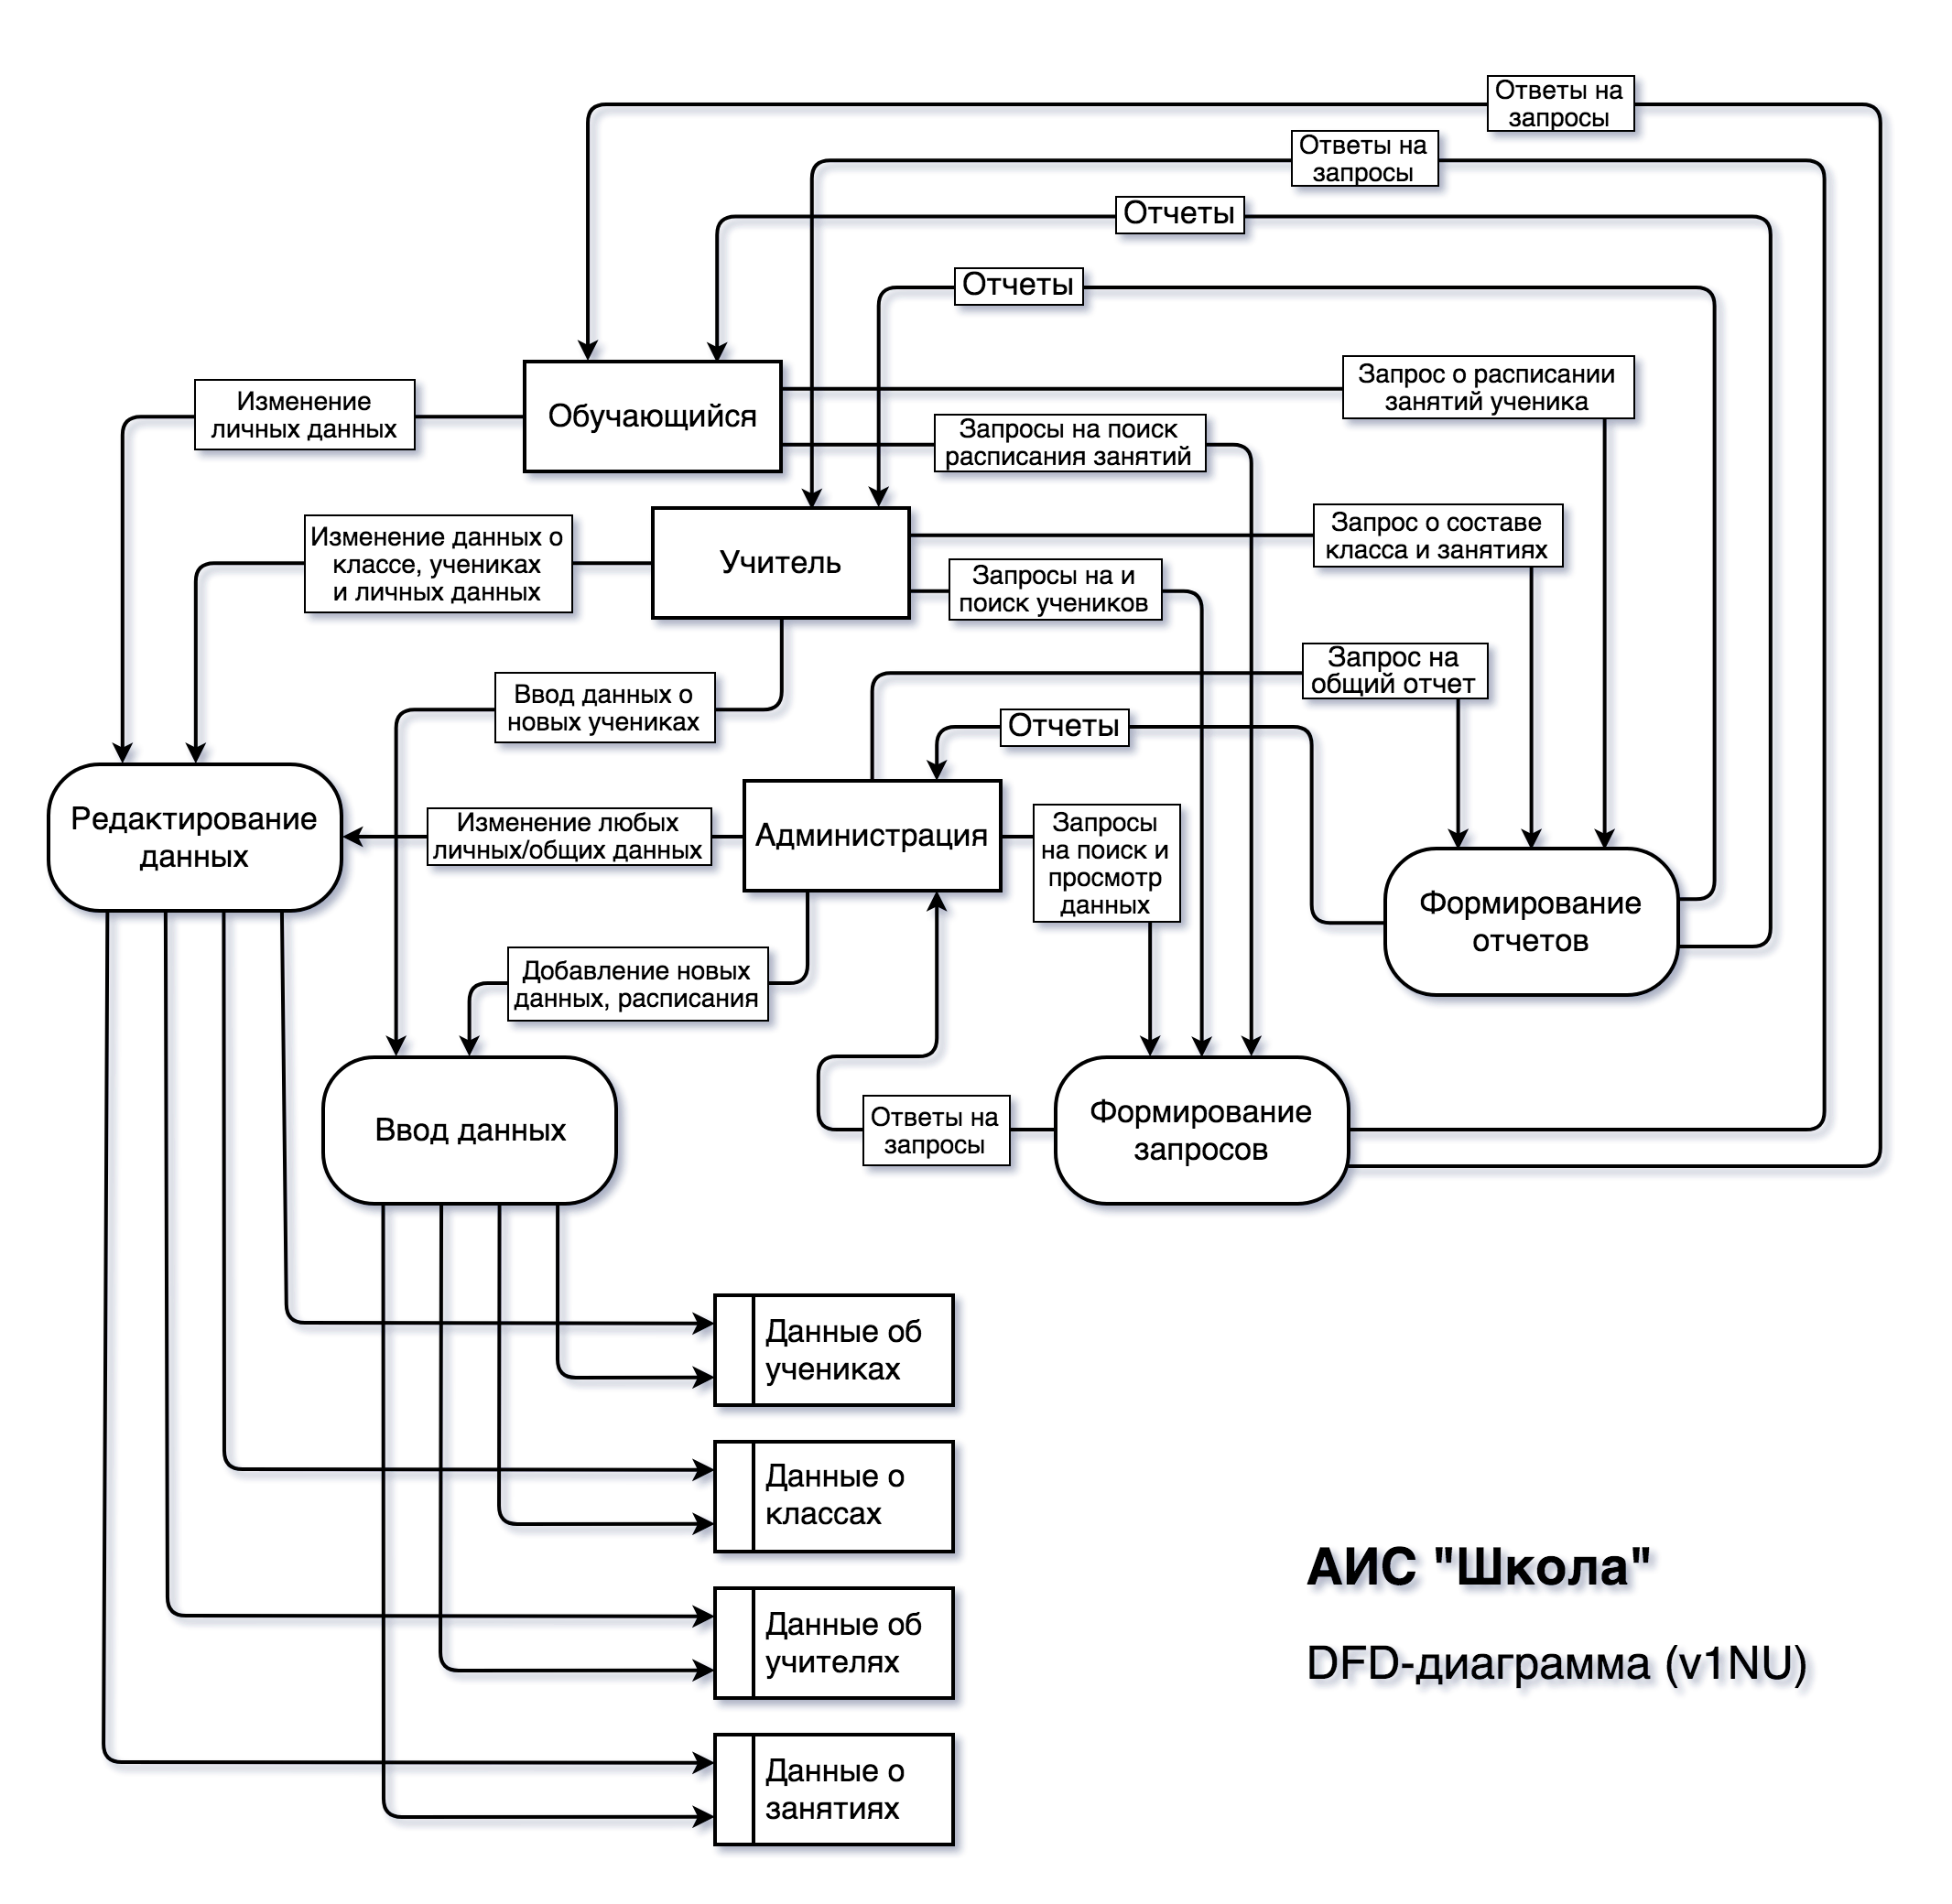 Ответы на
запросы
Ответы на
запросы
Отчеты
Отчеты
Запрос о расписании
занятий ученика
Изменение
личных данных
Обучающийся
Запросы на поиск
расписания занятий
Запрос о составе
класса и занятиях
Изменение данных о
классе, учениках
и личных данных
Учитель
Запросы на и
поиск учеников
Запрос на
общий отчет
Ввод данных о
новых учениках
Отчеты
Редактирование
данных
Изменение любых
личных/общих данных
Администрация
Запросы
на поиск и
просмотр
данных
Формирование
отчетов
Добавление новых
данных, расписания
Ввод данных
Ответы на
запросы
Формирование
запросов
Данные об
учениках
Данные о
классах
Данные об
учителях
Данные о
занятиях
АИС "Школа"
DFD-диаграмма (v1NU)